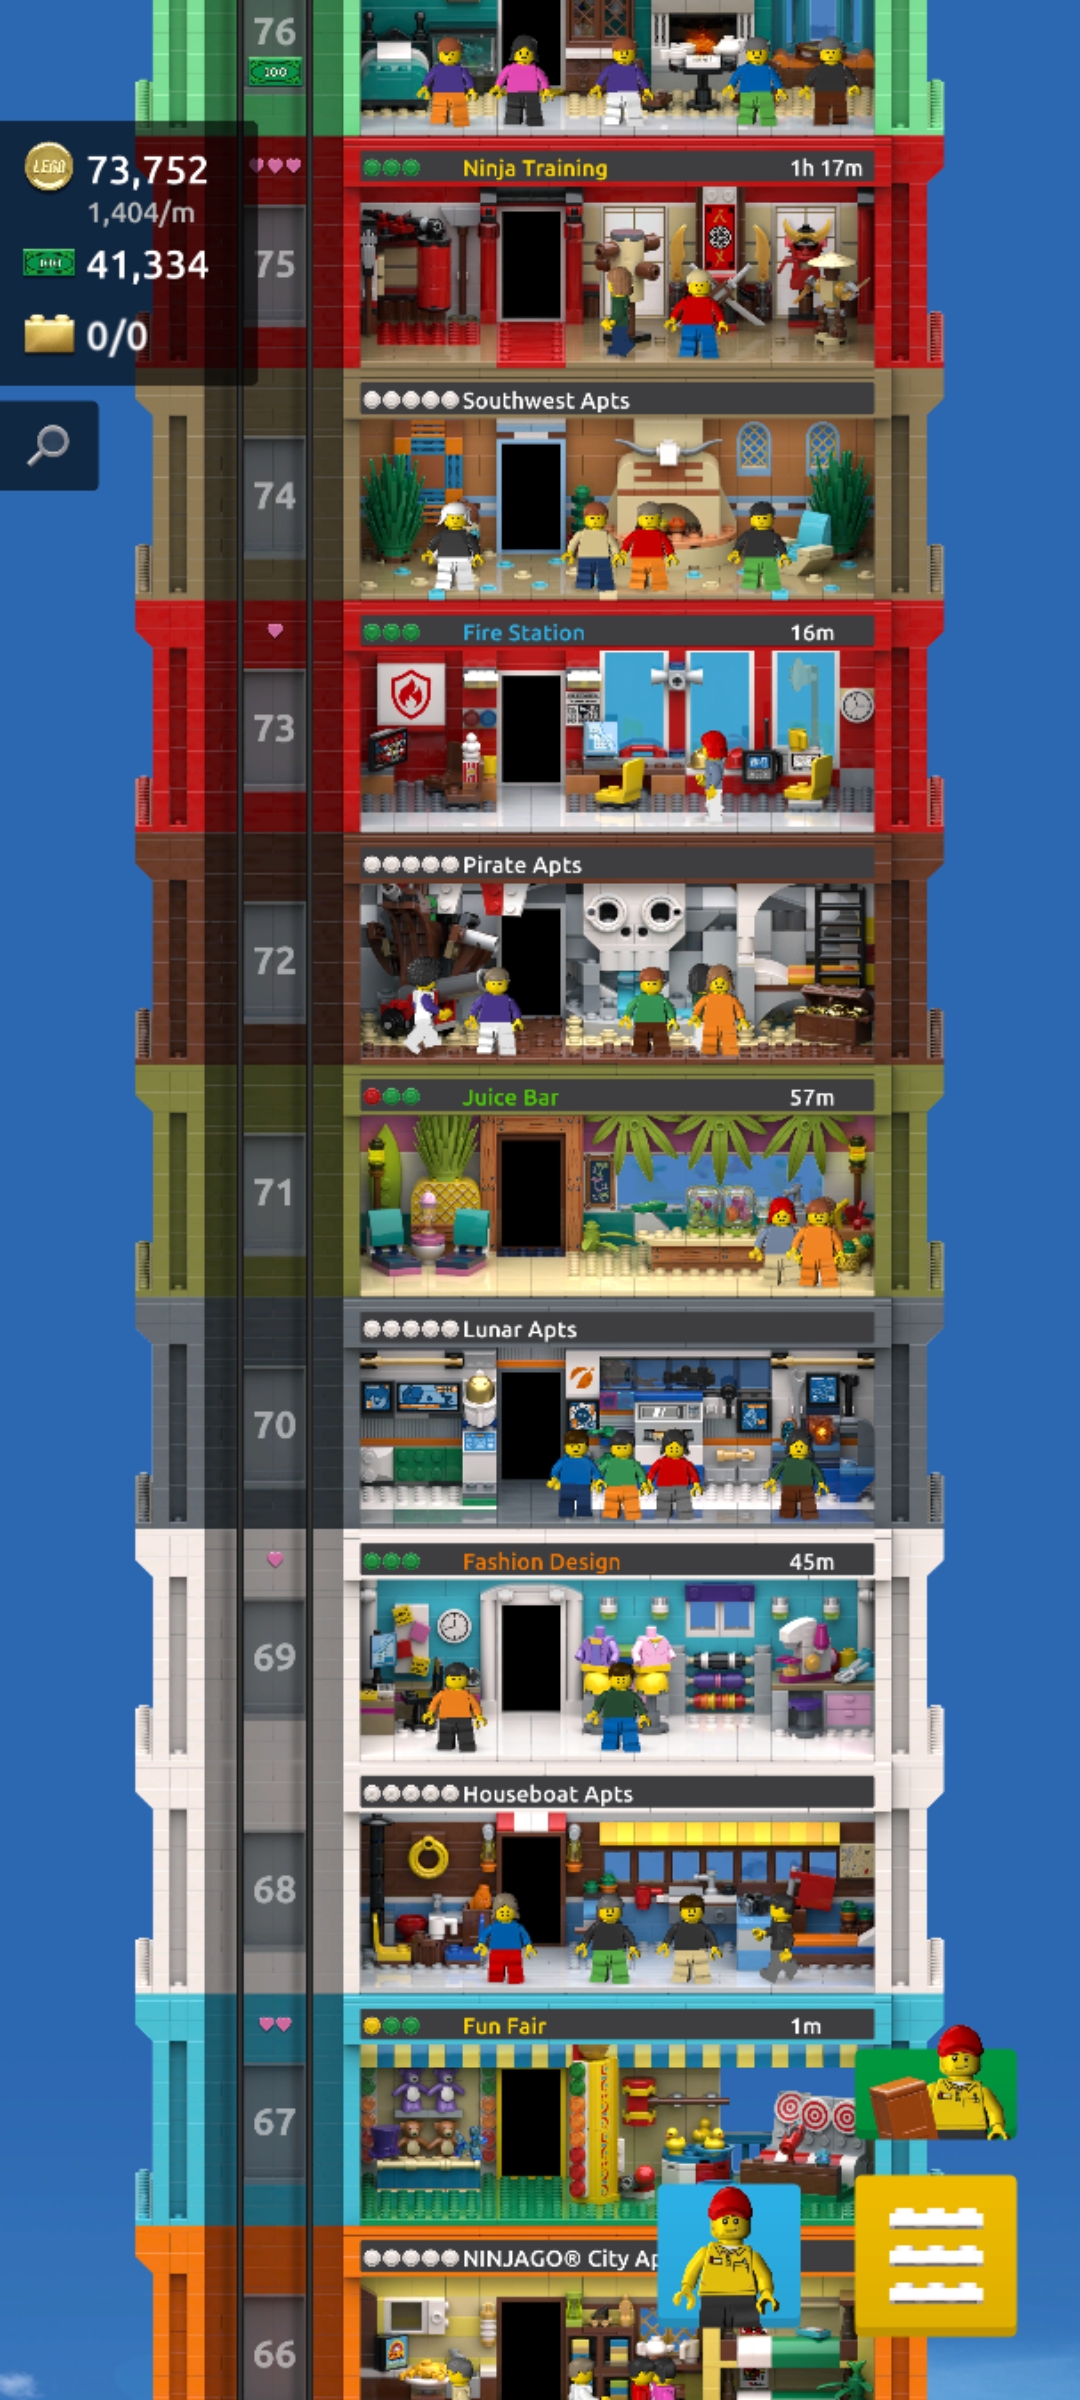 76
100
LEGO
73,752
1,404/m
41,334
0/0
Ninja Training 1h 17m
75
Southwest Apts
74
Fire Station 16m
73
Pirate Apts
72
Juice Bar 57m
71
Lunar Apts
70
Fashion Design 45m
69
Houseboat Apts
68
Fun Fair 1m
67
NINJAGO® City Ap
66